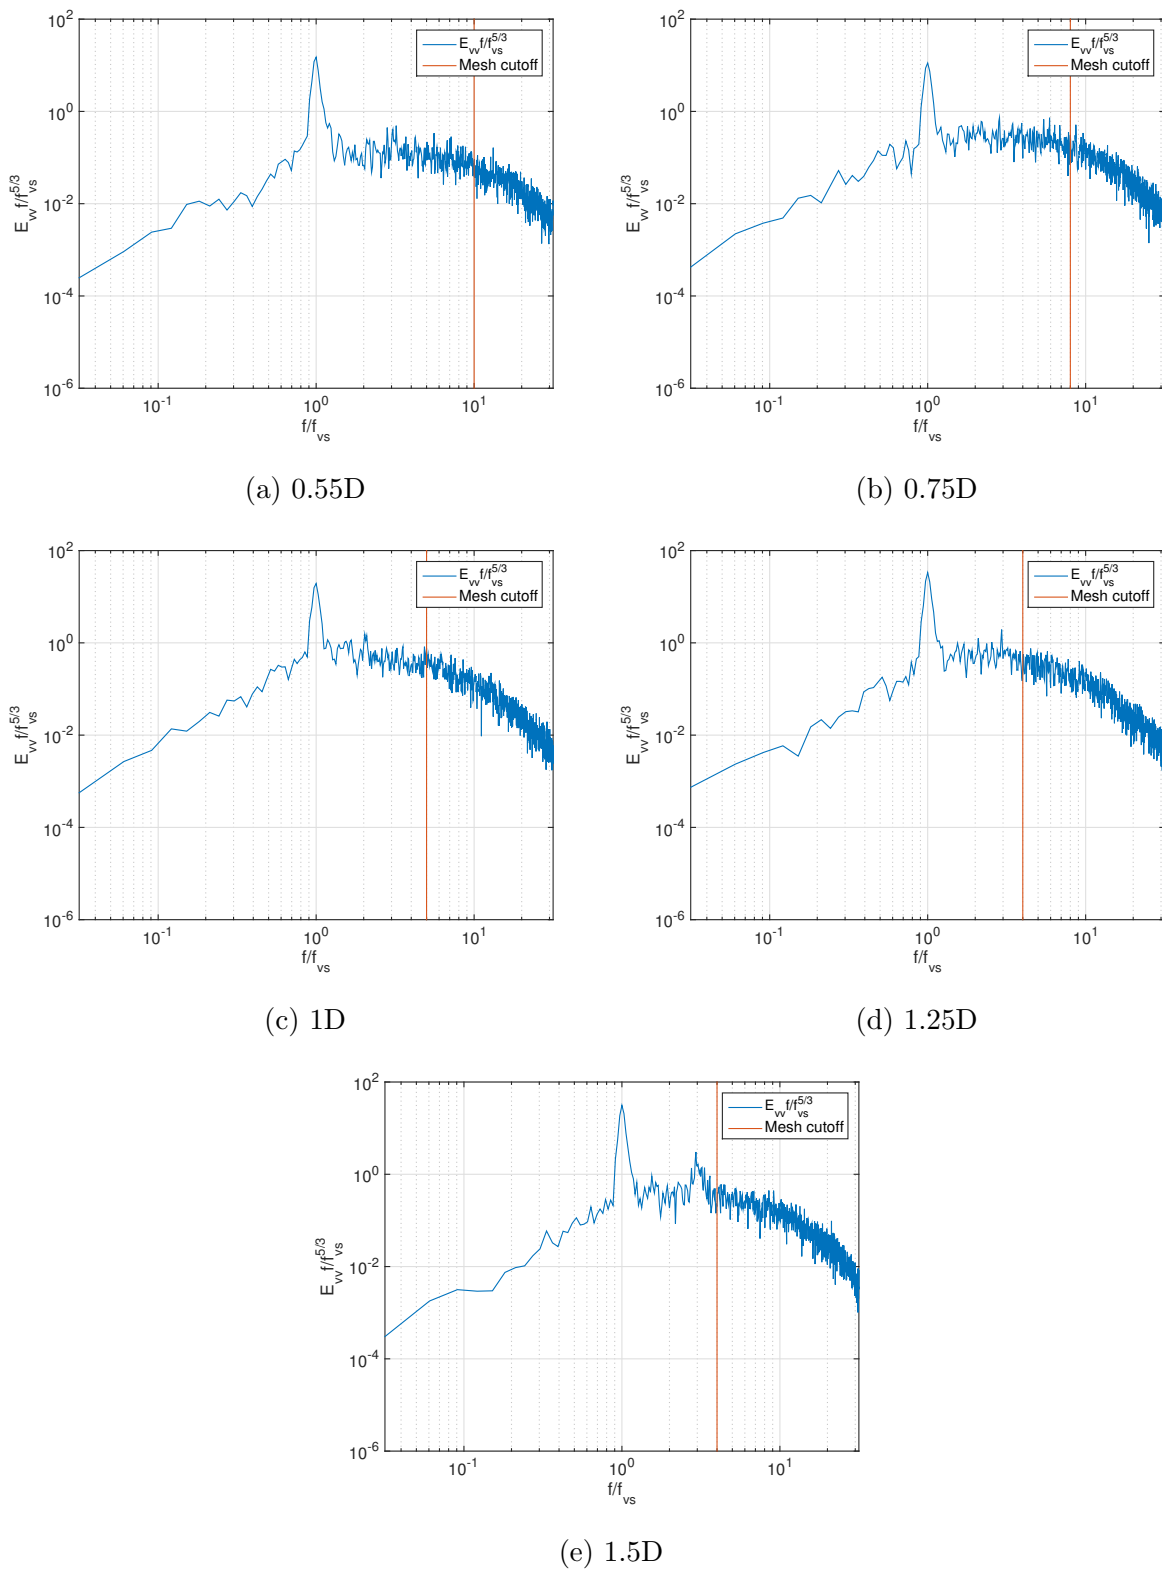 10^2
10^0
10^-2
10^-4
10^-6
E_vv f/f_vs^5/3
10^-1 10^0 10^1
f/f_vs
E_vv f/f_vs^5/3
Mesh cutoff
(a) 0.55D
10^2
10^0
10^-2
10^-4
10^-6
E_vv f/f_vs^5/3
10^-1 10^0 10^1
f/f_vs
E_vv f/f_vs^5/3
Mesh cutoff
(b) 0.75D
10^2
10^0
10^-2
10^-4
10^-6
E_vv f/f_vs^5/3
10^-1 10^0 10^1
f/f_vs
E_vv f/f_vs^5/3
Mesh cutoff
(c) 1D
10^2
10^0
10^-2
10^-4
10^-6
E_vv f/f_vs^5/3
10^-1 10^0 10^1
f/f_vs
E_vv f/f_vs^5/3
Mesh cutoff
(d) 1.25D
10^2
10^0
10^-2
10^-4
10^-6
E_vv f/f_vs^5/3
10^-1 10^0 10^1
f/f_vs
E_vv f/f_vs^5/3
Mesh cutoff
(e) 1.5D